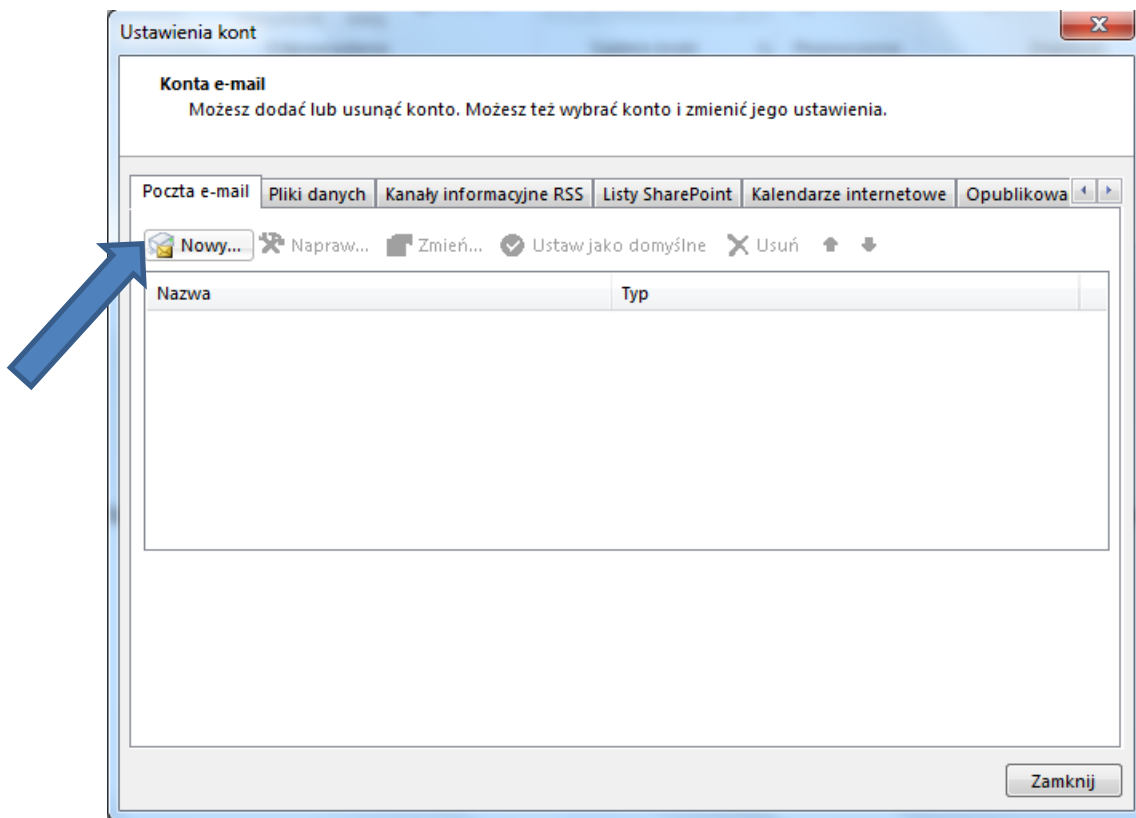 Ustawienia kont
Konta e-mail
Możesz dodać lub usunąć konto. Możesz też wybrać konto i zmienić jego ustawienia.
Poczta e-mail Pliki danych Kanały informacyjne RSS Listy SharePoint Kalendarze internetowe Opublikowa
Nowy... Napraw... Zmień... Ustaw jako domyślne Usuń
Nazwa Typ
Zamknij